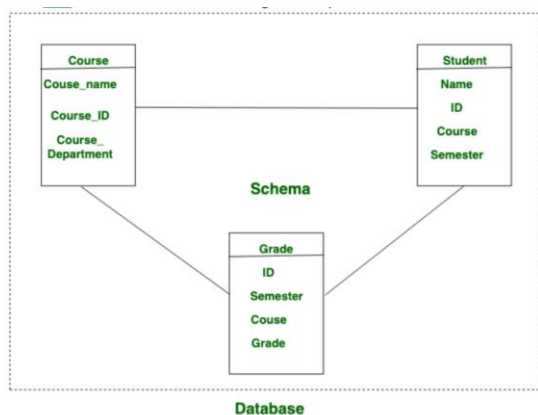 Course
Couse_name
Course_ID
Course_
Department
Student
Name
ID
Course
Semester
Schema
Grade
ID
Semester
Couse
Grade
Database